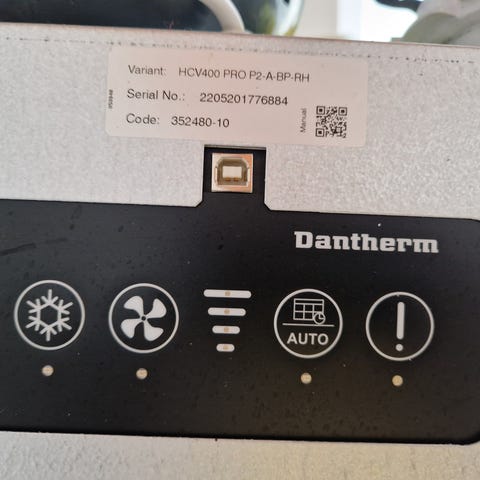 Variant: HCV400 PRO P2-A-BP-RH
Serial No.: 2205201776884
Code: 352480-10
Manual
Dantherm
AUTO